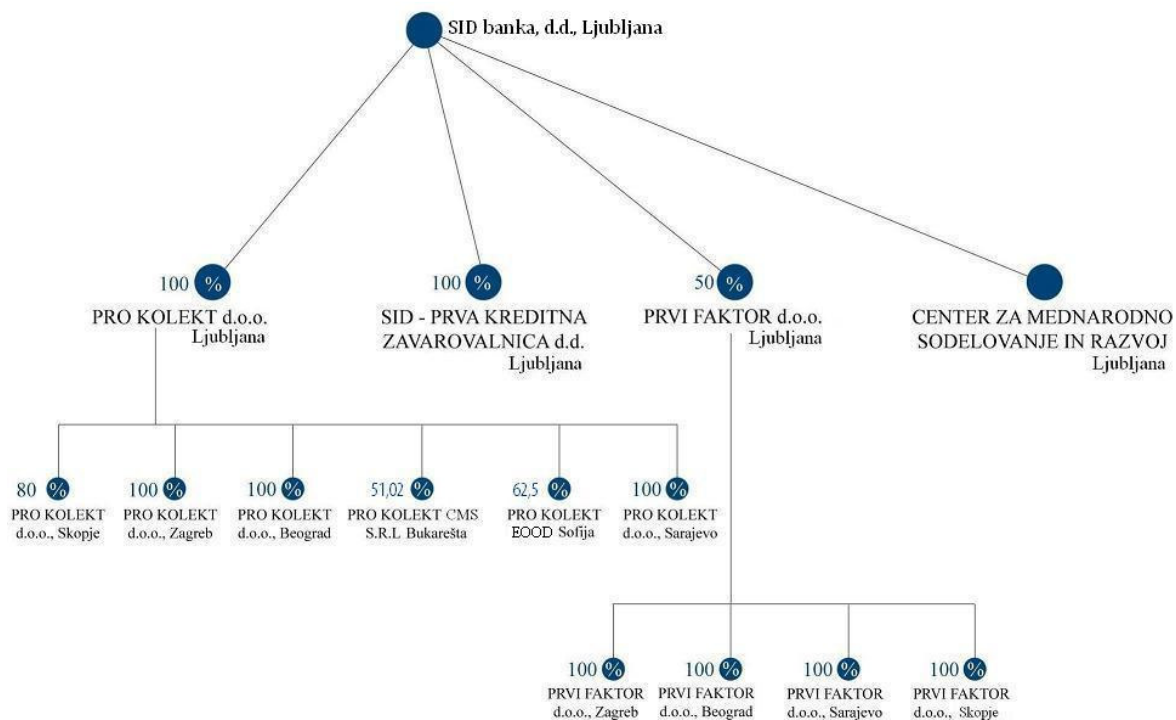 SID banka, d.d., Ljubljana
100 %
PRO KOLEKT d.o.o.
Ljubljana
100 %
SID - PRVA KREDITNA
ZAVAROVALNICA d.d.
Ljubljana
50 %
PRVI FAKTOR d.o.o.
Ljubljana
CENTER ZA MEDNARODNO
SODELOVANJE IN RAZVOJ
Ljubljana
80 %
PRO KOLEKT
d.o.o., Skopje
100 %
PRO KOLEKT
d.o.o., Zagreb
100 %
PRO KOLEKT
d.o.o., Beograd
51,02 %
PRO KOLEKT CMS
S.R.L Bukarešta
62,5 %
PRO KOLEKT
EOOD Sofija
100 %
PRO KOLEKT
d.o.o., Sarajevo
100 %
PRVI FAKTOR
d.o.o., Zagreb
100 %
PRVI FAKTOR
d.o.o., Beograd
100 %
PRVI FAKTOR
d.o.o., Sarajevo
100 %
PRVI FAKTOR
d.o.o., Skopje